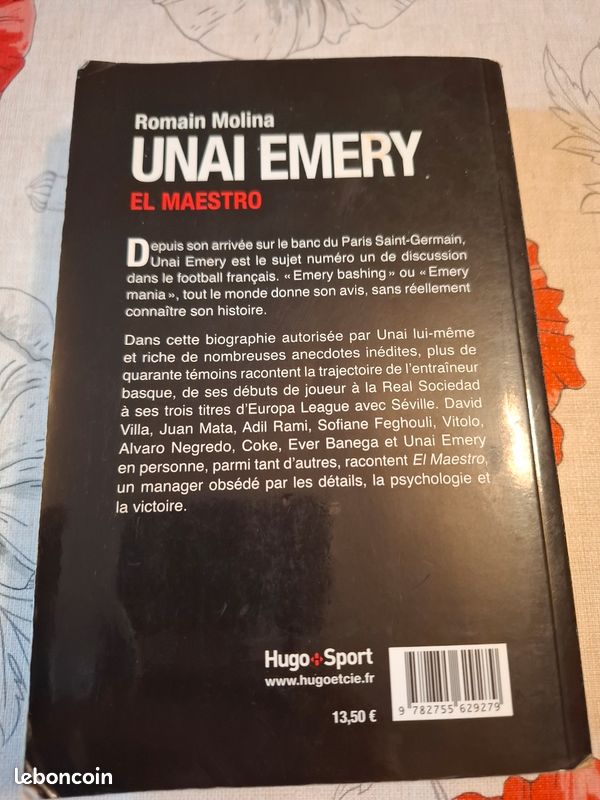 Romain Molina
UNAI EMERY
EL MAESTRO
Depuis son arrivée sur le banc du Paris Saint-Germain,
Unai Emery est le sujet numéro un de discussion
dans le football français. « Emery bashing » ou « Emery
mania », tout le monde donne son avis, sans réellement
connaître son histoire.
Dans cette biographie autorisée par Unai lui-même
et riche de nombreuses anecdotes inédites, plus de
quarante témoins racontent la trajectoire de l'entraîneur
basque, de ses débuts de joueur à la Real Sociedad
à ses trois titres d'Europa League avec Séville. David
Villa, Juan Mata, Adil Rami, Sofiane Feghouli, Vitolo,
Alvaro Negredo, Coke, Ever Banega et Unai Emery
en personne, parmi tant d'autres, racontent El Maestro,
un manager obsédé par les détails, la psychologie et
la victoire.
Hugo Sport
www.hugoetcie.fr
13,50 €
9 782755 629279
leboncoin